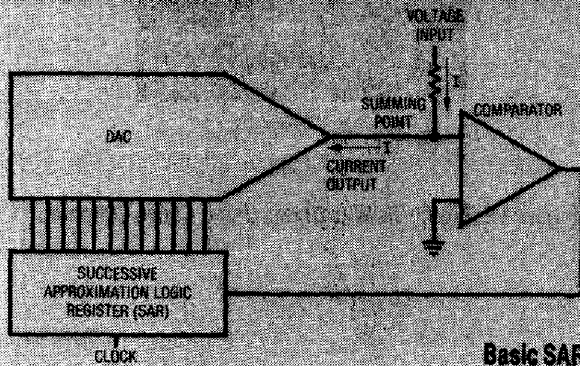 VOLTAGE
INPUT
I
SUMMING
POINT
COMPARATOR
DAC
I
CURRENT
OUTPUT
SUCCESSIVE
APPROXIMATION LOGIC
REGISTER (SAR)
CLOCK
Basic SAR